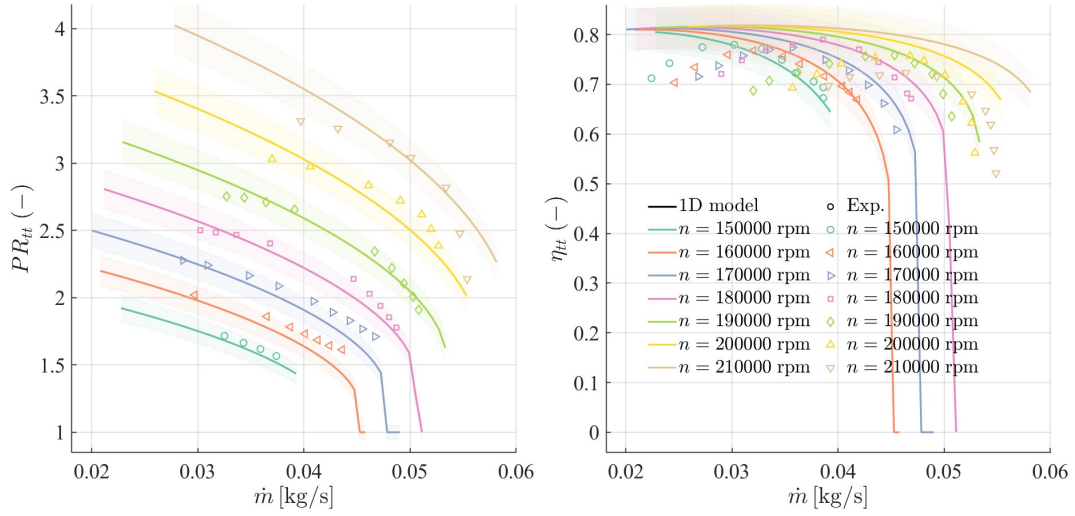 4
3.5
3
2.5
2
1.5
1
PR_tt (−)
0.02
0.03
0.04
0.05
0.06
ṁ [kg/s]
0.8
0.7
0.6
0.5
0.4
0.3
0.2
0.1
0
η_tt (−)
1D model
n = 150000 rpm
n = 160000 rpm
n = 170000 rpm
n = 180000 rpm
n = 190000 rpm
n = 200000 rpm
n = 210000 rpm
Exp.
n = 150000 rpm
n = 160000 rpm
n = 170000 rpm
n = 180000 rpm
n = 190000 rpm
n = 200000 rpm
n = 210000 rpm
0.02
0.03
0.04
0.05
0.06
ṁ [kg/s]